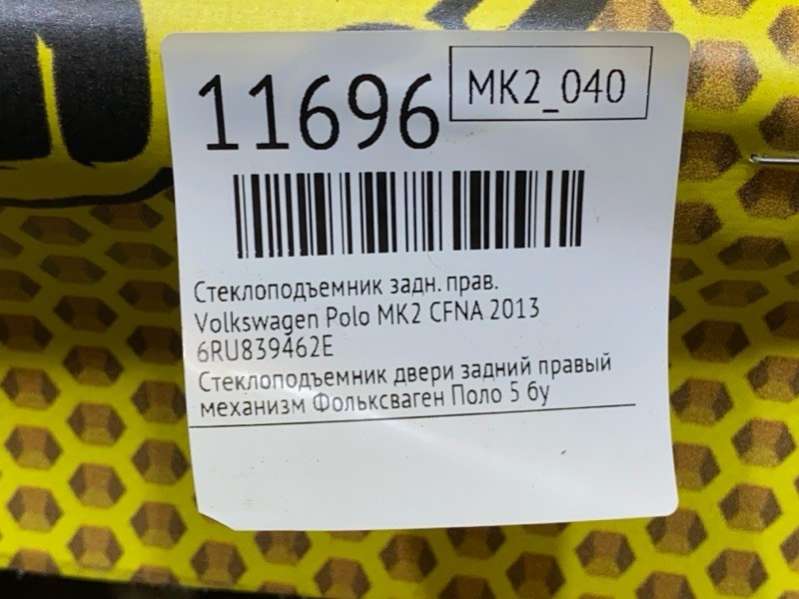 11696
MK2_040
Стеклоподъемник задн. прав.
Volkswagen Polo MK2 CFNA 2013
6RU839462E
Стеклоподъемник двери задний правый
механизм Фольксваген Поло 5 бу